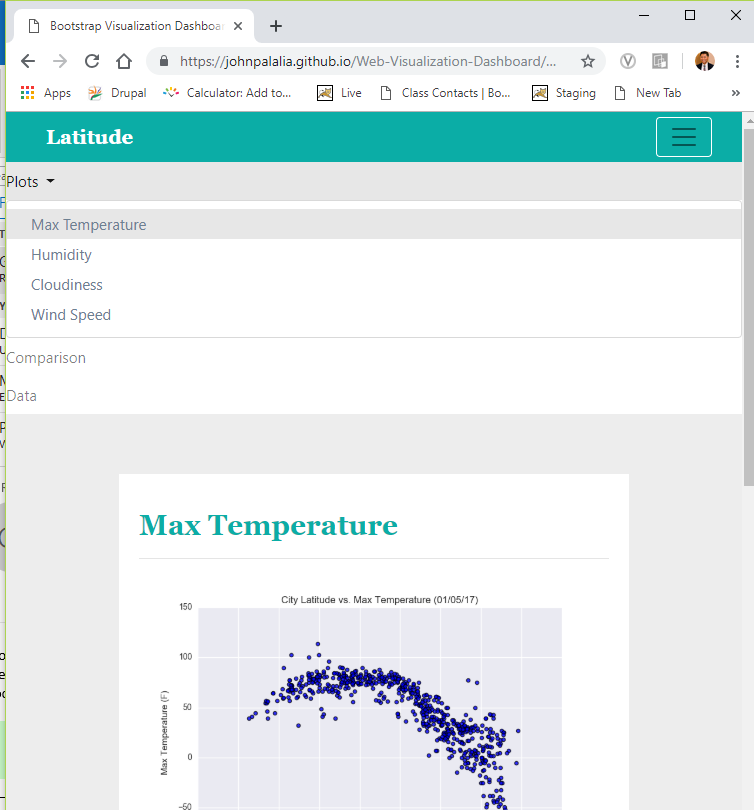 Bootstrap Visualization Dashboar
https://johnpalalia.github.io/Web-Visualization-Dashboard/...
Apps Drupal Calculator: Add to... Live Class Contacts | Bo... Staging New Tab »
Latitude
Plots
Max Temperature
Humidity
Cloudiness
Wind Speed
Comparison
Data
Max Temperature
City Latitude vs. Max Temperature (01/05/17)
150
100
50
0
−50
Max Temperature (F)